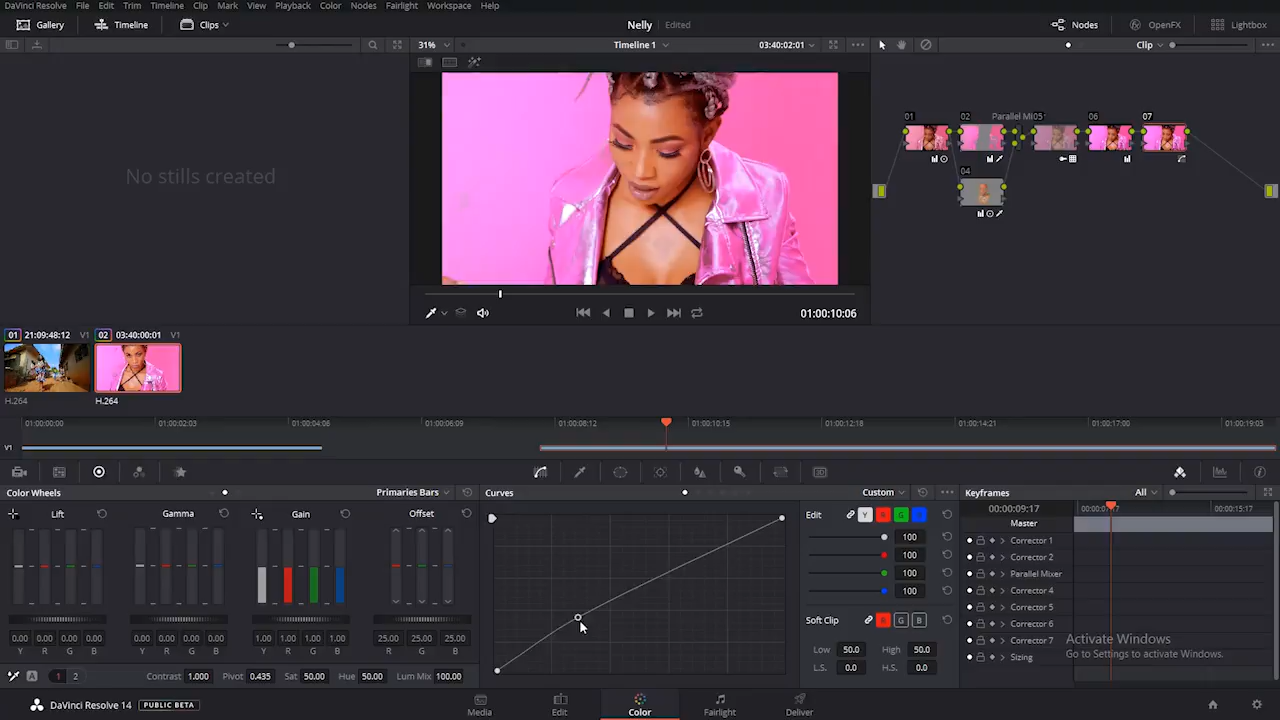 DaVinci Resolve File Edit Trim Timeline Clip Mark View Playback Color Nodes Fairlight Workspace Help
Gallery Timeline Clips Nelly Edited Nodes OpenFX Lightbox
31% Timeline 1 03:40:02:01 Clip
No stills created
01 02 Parallel Mi 05 06 07
04
01:00:10:06
01 21:09:48:12 V1 02 03:40:00:01 V1
H.264 H.264
01:00:00:00 01:00:02:03 01:00:04:06 01:00:06:09 01:00:08:12 01:00:10:15 01:00:12:18 01:00:14:21 01:00:17:00 01:00:19:03
V1
Color Wheels Primaries Bars Curves Custom Keyframes All
Lift Gamma Gain Offset
Edit Y R G B
100
100
100
100
Soft Clip R G B
Low 50.0 High 50.0
L.S. 0.0 H.S. 0.0
00:00:09:17 00:00:15:17
Master
Corrector 1
Corrector 2
Parallel Mixer
Corrector 4
Corrector 5
Corrector 6
Corrector 7
Sizing
0.00 0.00 0.00 0.00 0.00 0.00 0.00 0.00 1.00 1.00 1.00 1.00 25.00 25.00 25.00
Y R G B Y R G B Y R G B R G B
A 1 2 Contrast 1.000 Pivot 0.435 Sat 50.00 Hue 50.00 Lum Mix 100.00
Activate Windows
Go to Settings to activate Windows.
DaVinci Resolve 14 PUBLIC BETA Media Edit Color Fairlight Deliver